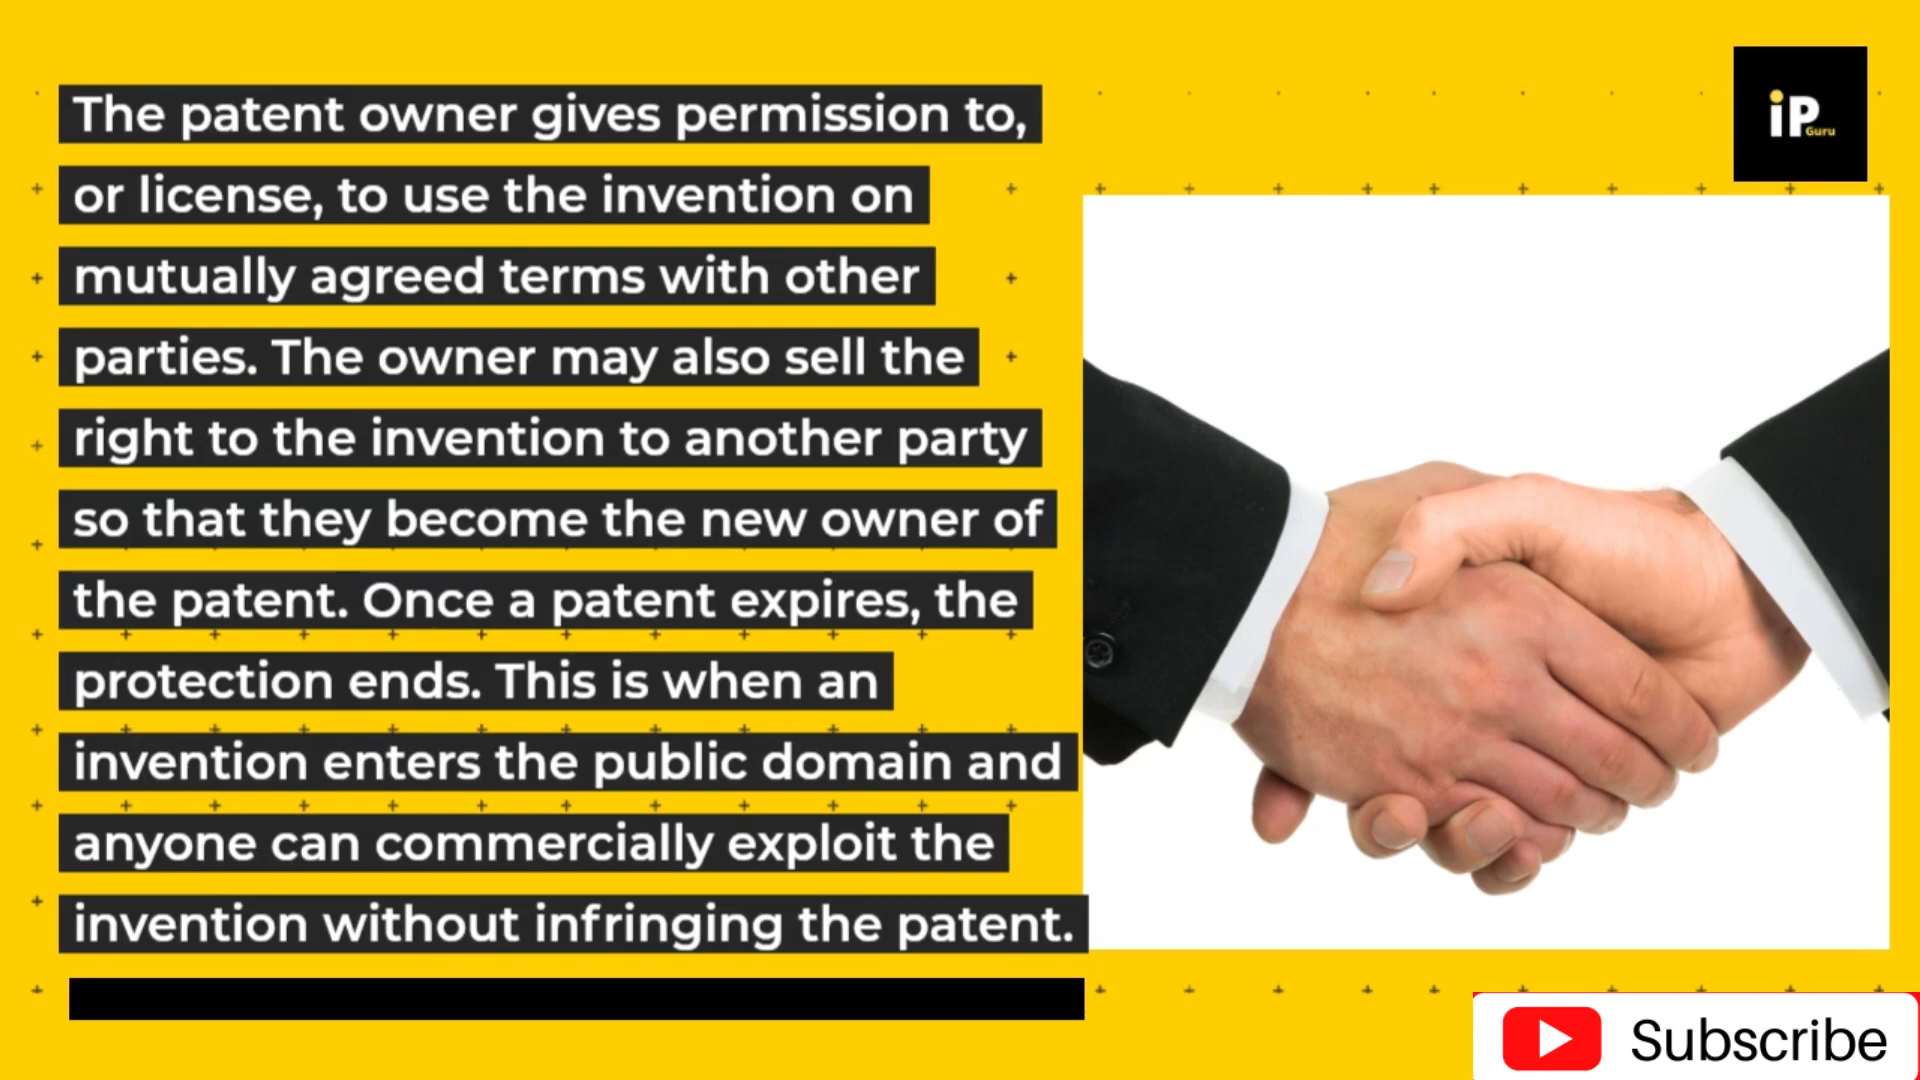 The patent owner gives permission to,
or license, to use the invention on
mutually agreed terms with other
parties. The owner may also sell the
right to the invention to another party
so that they become the new owner of
the patent. Once a patent expires, the
protection ends. This is when an
invention enters the public domain and
anyone can commercially exploit the
invention without infringing the patent.
iP Guru
Subscribe